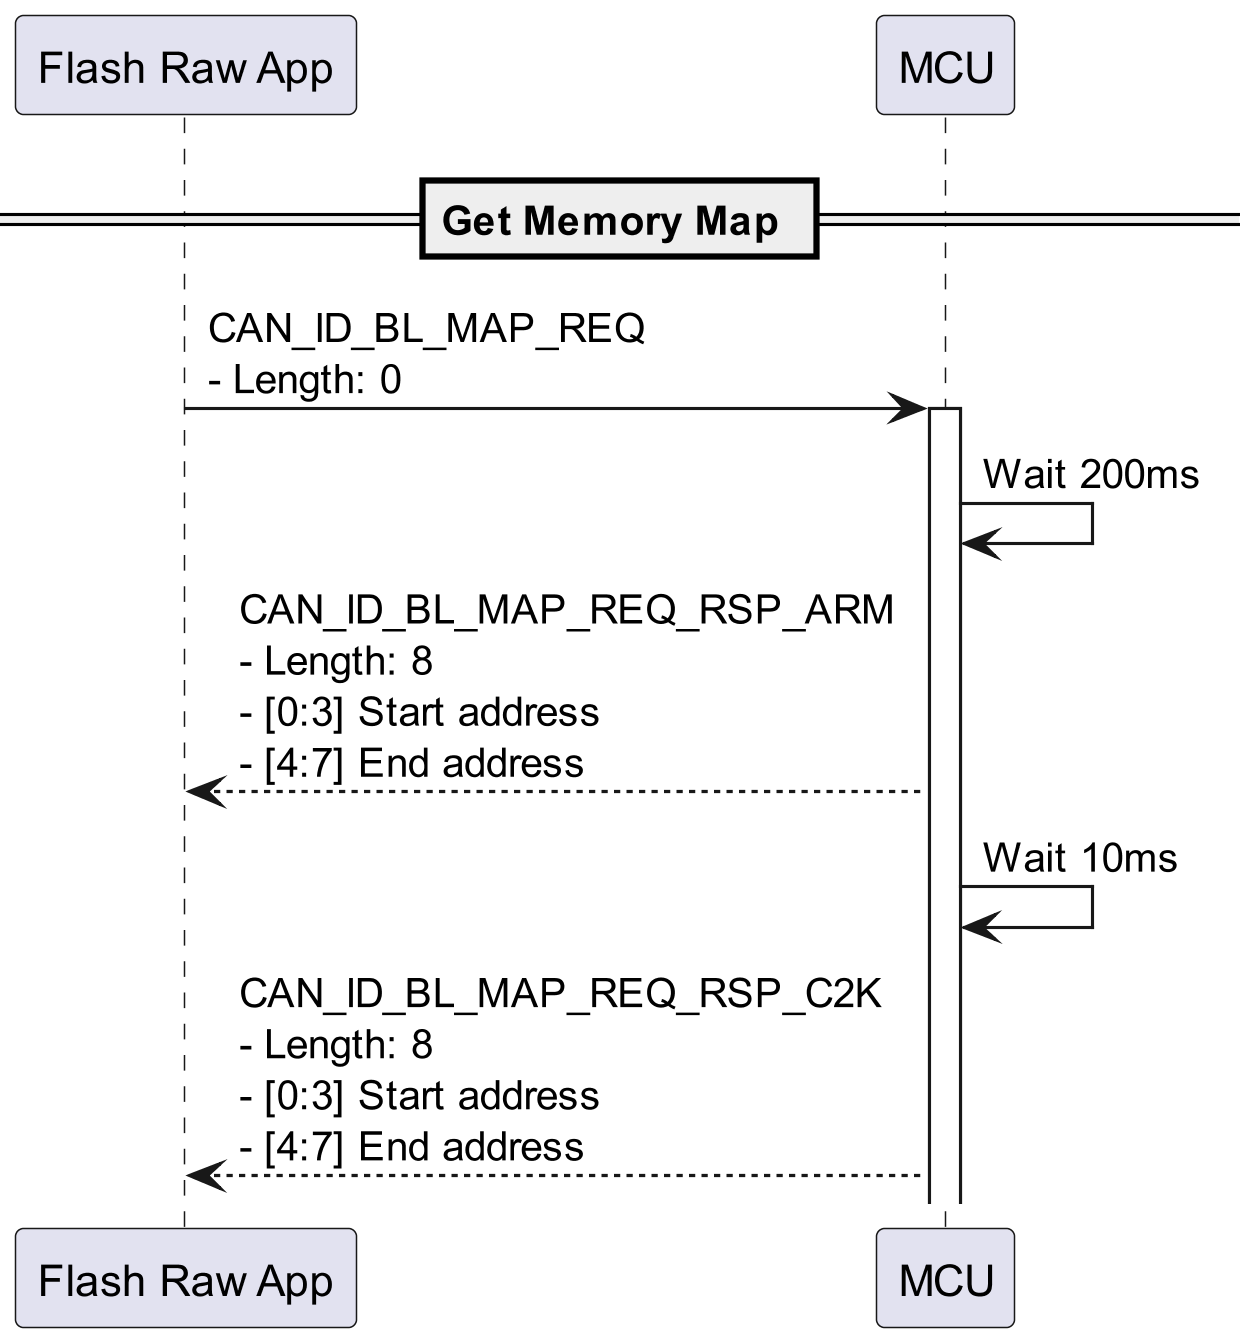 Flash Raw App
MCU
Get Memory Map
CAN_ID_BL_MAP_REQ
- Length: 0
Wait 200ms
CAN_ID_BL_MAP_REQ_RSP_ARM
- Length: 8
- [0:3] Start address
- [4:7] End address
Wait 10ms
CAN_ID_BL_MAP_REQ_RSP_C2K
- Length: 8
- [0:3] Start address
- [4:7] End address
Flash Raw App
MCU